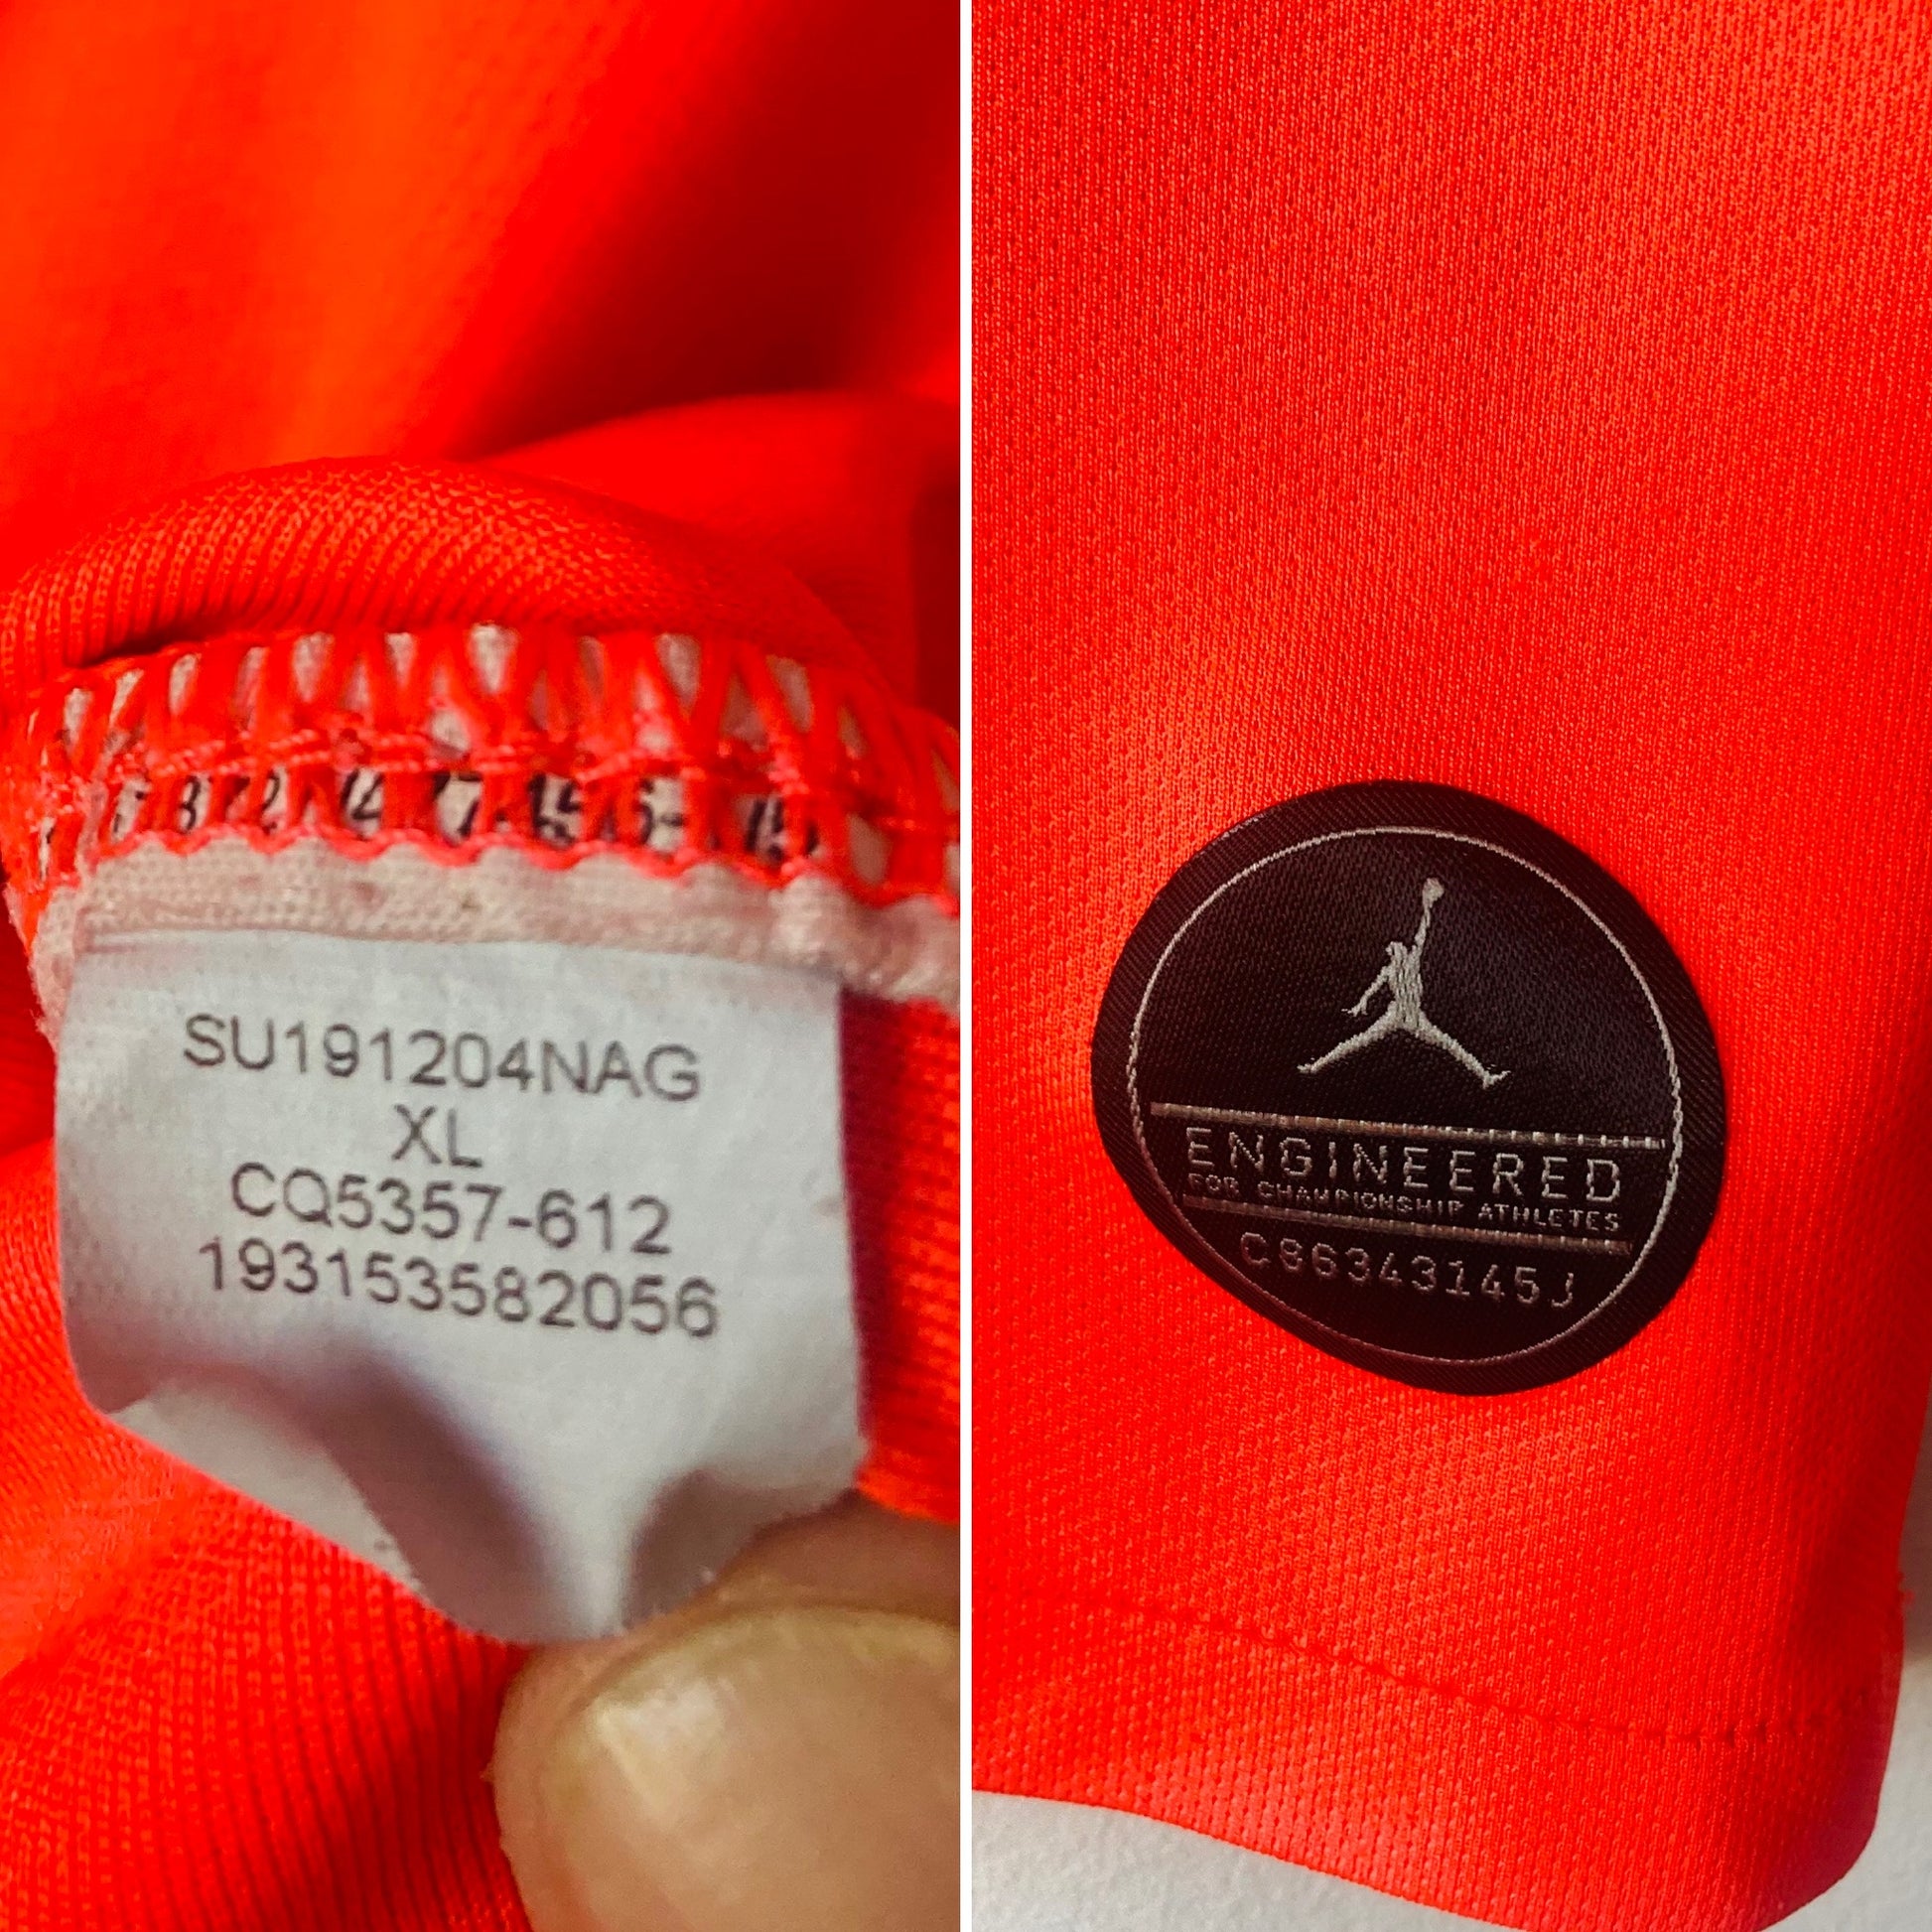 SU191204NAG
XL
CQ5357-612
193153582056
ENGINEERED
FOR CHAMPIONSHIP ATHLETES
C86343145J